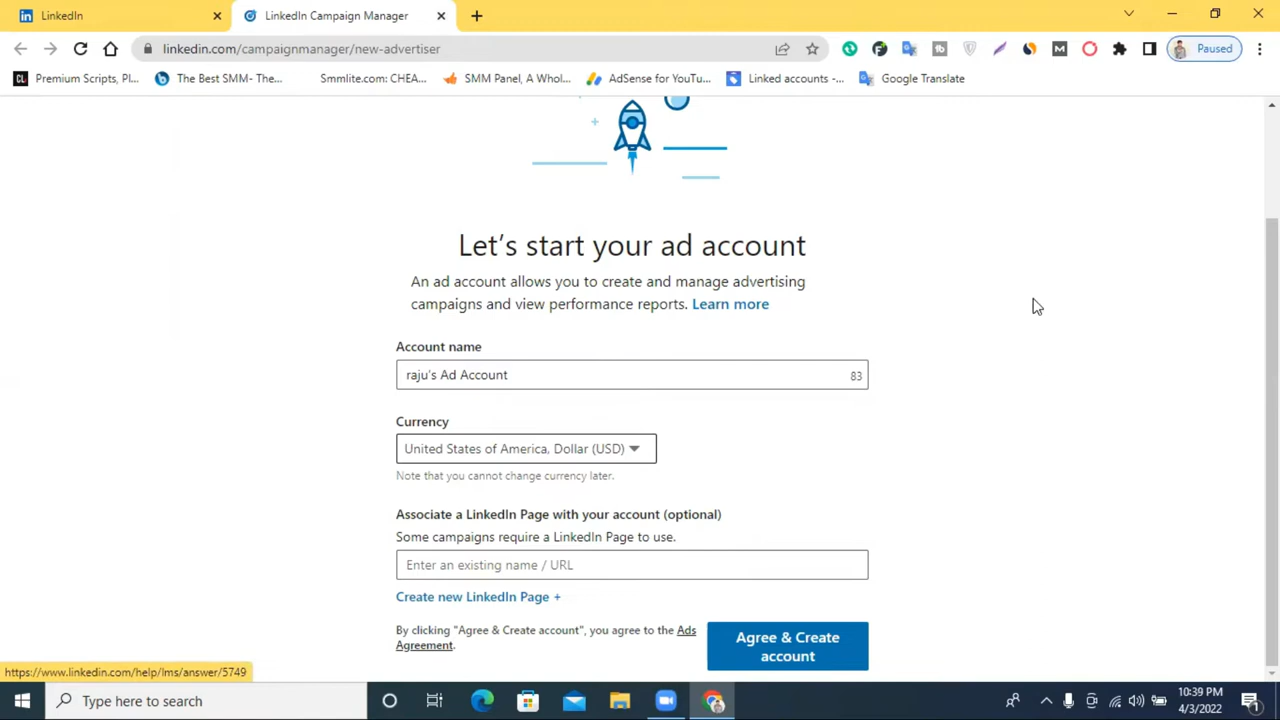 LinkedIn
LinkedIn Campaign Manager
linkedin.com/campaignmanager/new-advertiser
Paused
Premium Scripts, Pl...
The Best SMM- The...
Smmlite.com: CHEA...
SMM Panel, A Whol...
AdSense for YouTu...
Linked accounts -...
Google Translate
Let's start your ad account
An ad account allows you to create and manage advertising
campaigns and view performance reports. Learn more
Account name
raju's Ad Account
83
Currency
United States of America, Dollar (USD)
Note that you cannot change currency later.
Associate a LinkedIn Page with your account (optional)
Some campaigns require a LinkedIn Page to use.
Enter an existing name / URL
Create new LinkedIn Page +
By clicking "Agree & Create account", you agree to the Ads
Agreement.
Agree & Create
account
https://www.linkedin.com/help/lms/answer/5749
Type here to search
10:39 PM
4/3/2022